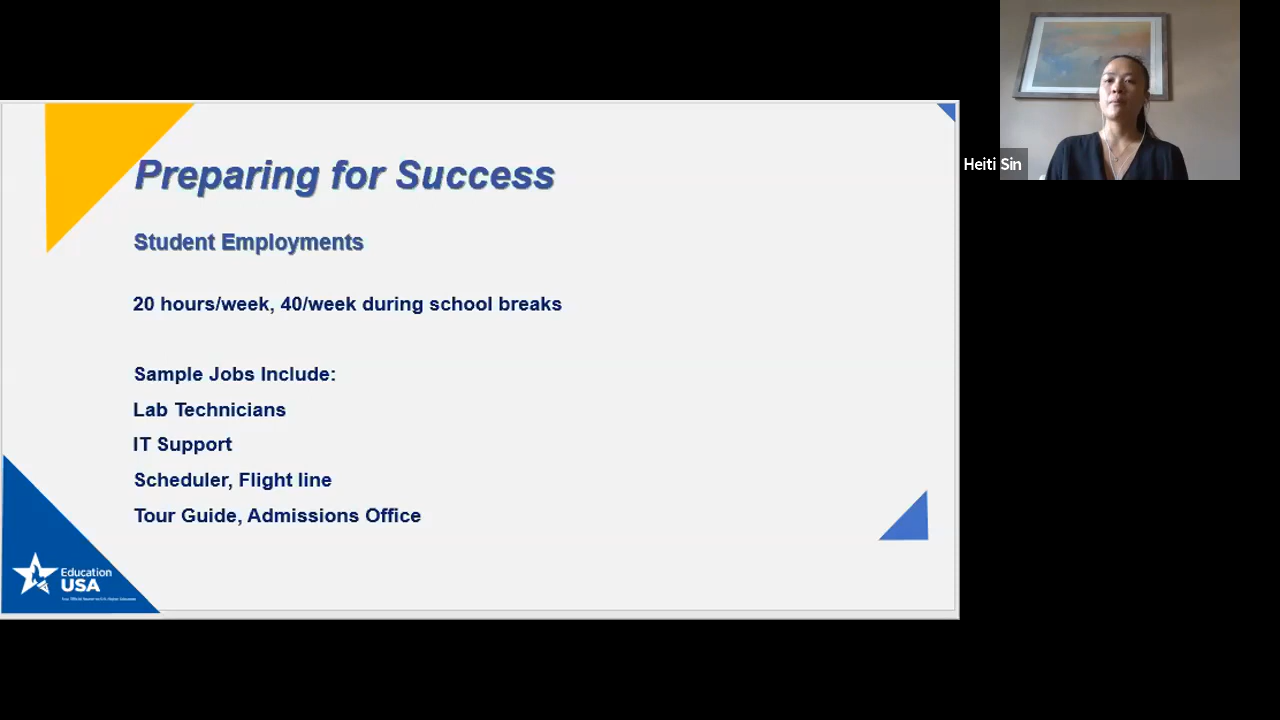 Preparing for Success
Student Employments
20 hours/week, 40/week during school breaks
Sample Jobs Include:
Lab Technicians
IT Support
Scheduler, Flight line
Tour Guide, Admissions Office
Education
USA
Heiti Sin